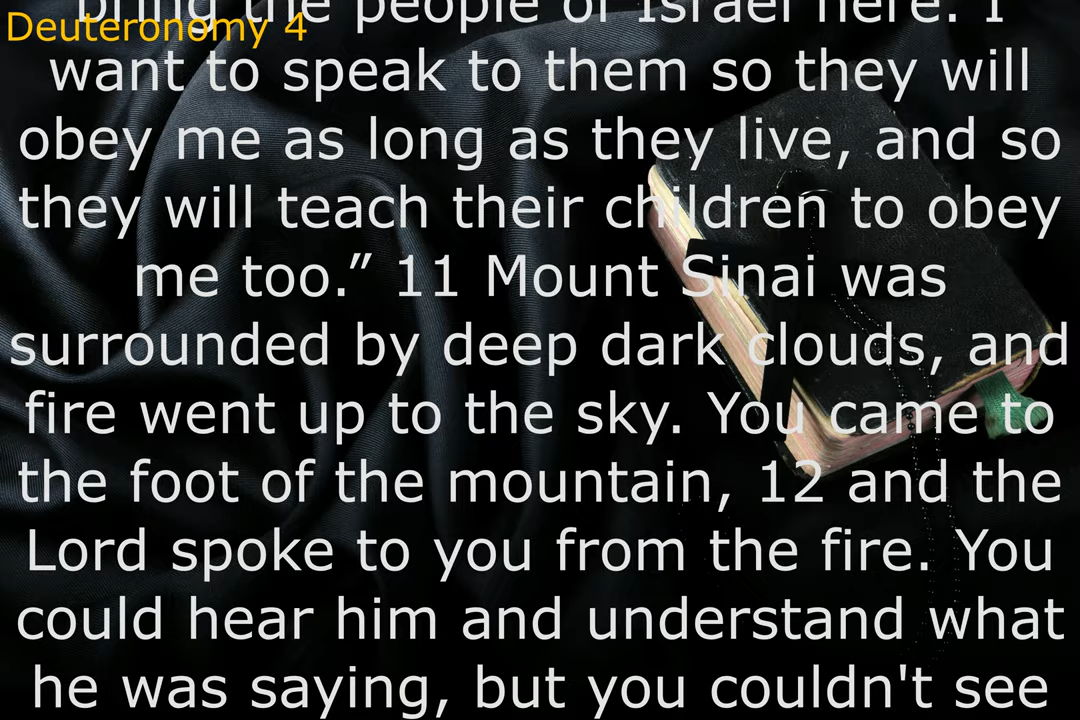 Deuteronomy 4
bring the people of Israel here. I
want to speak to them so they will
obey me as long as they live, and so
they will teach their children to obey
me too.” 11 Mount Sinai was
surrounded by deep dark clouds, and
fire went up to the sky. You came to
the foot of the mountain, 12 and the
Lord spoke to you from the fire. You
could hear him and understand what
he was saying, but you couldn't see